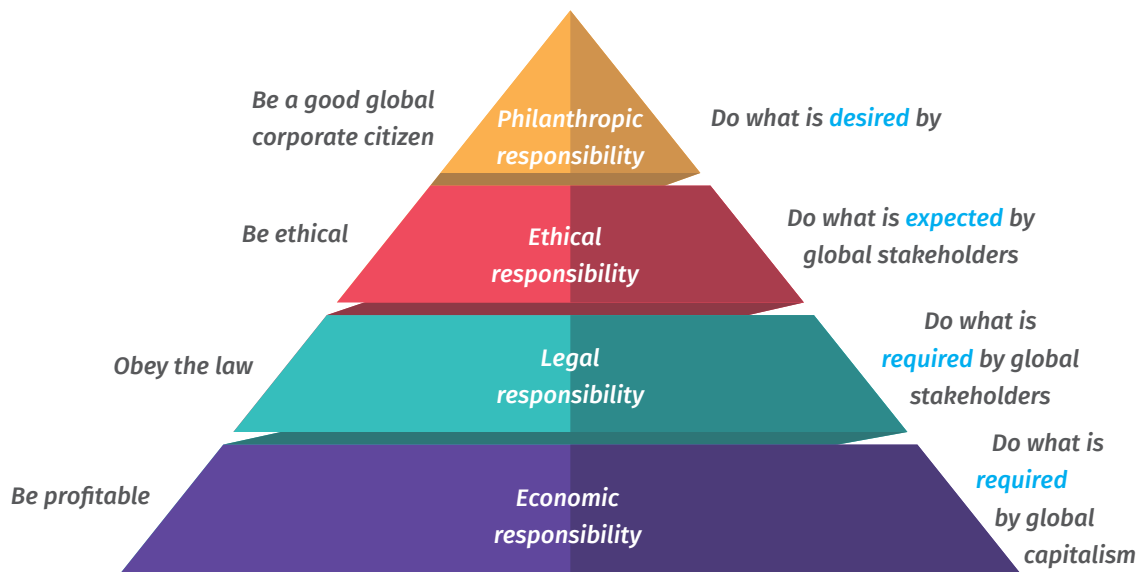 Be a good global
corporate citizen
Philanthropic
responsibility
Do what is desired by
Be ethical
Ethical
responsibility
Do what is expected by
global stakeholders
Obey the law
Legal
responsibility
Do what is
required by global
stakeholders
Be profitable
Economic
responsibility
Do what is
required
by global
capitalism